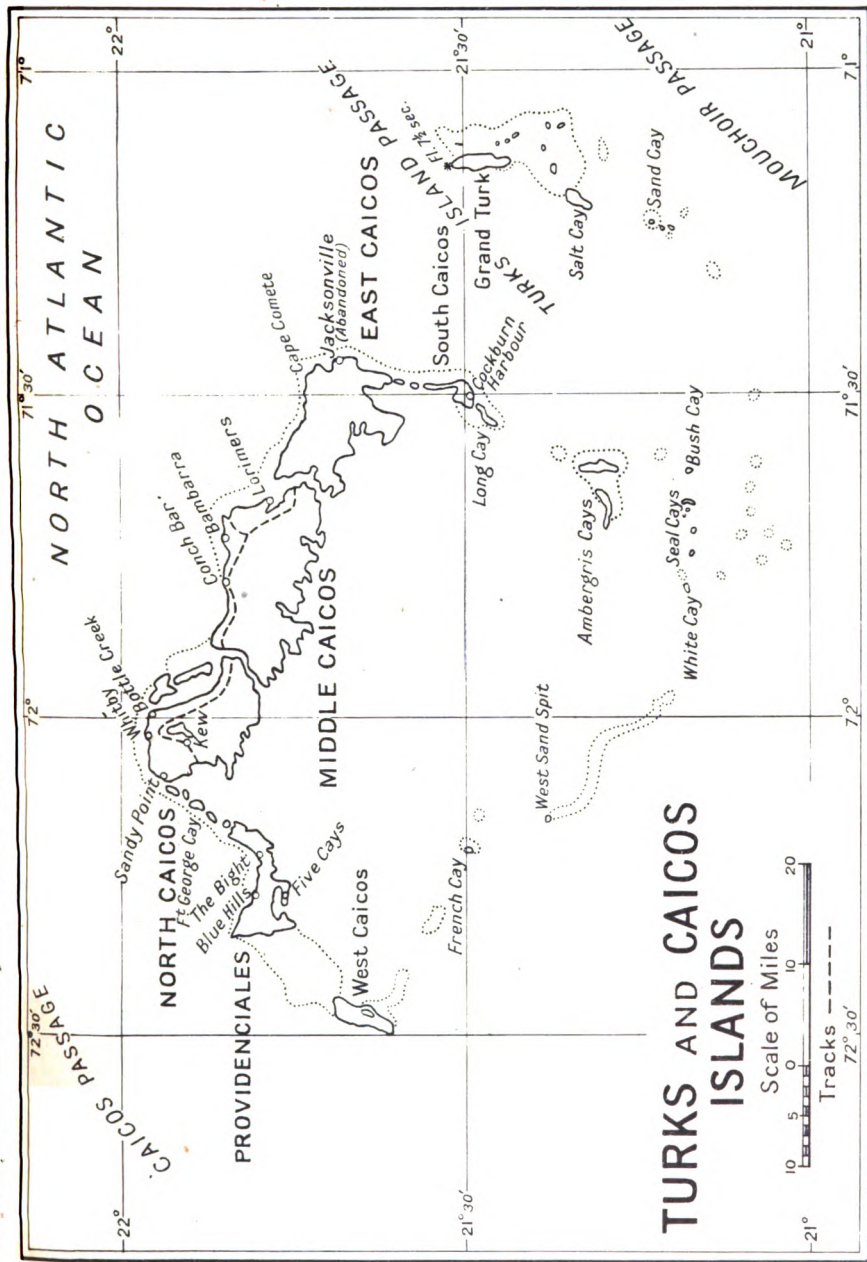 NORTH ATLANTIC
OCEAN
CAICOS PASSAGE
TURKS ISLAND PASSAGE
MOUCHOIR PASSAGE
72°30'
72°
71°30'
71°
22°
22°
21°30'
21°30'
21°
21°
72°30'
Whitby
Bottle Creek
Kew
Sandy Point
NORTH CAICOS
Ft George Cay
The Bight
Blue Hills
PROVIDENCIALES
Five Cays
West Caicos
MIDDLE CAICOS
Conch Bar
Bambarra
Lorimers
Cape Comete
Jacksonville
(Abandoned)
EAST CAICOS
South Caicos
Cockburn
Harbour
Long Cay
Fl. 7½ sec.
Grand Turk
Salt Cay
Sand Cay
Ambergris Cays
Seal Cays
Bush Cay
White Cay
West Sand Spit
French Cay
TURKS AND CAICOS
ISLANDS
Scale of Miles
10 5 0 10 20
Tracks